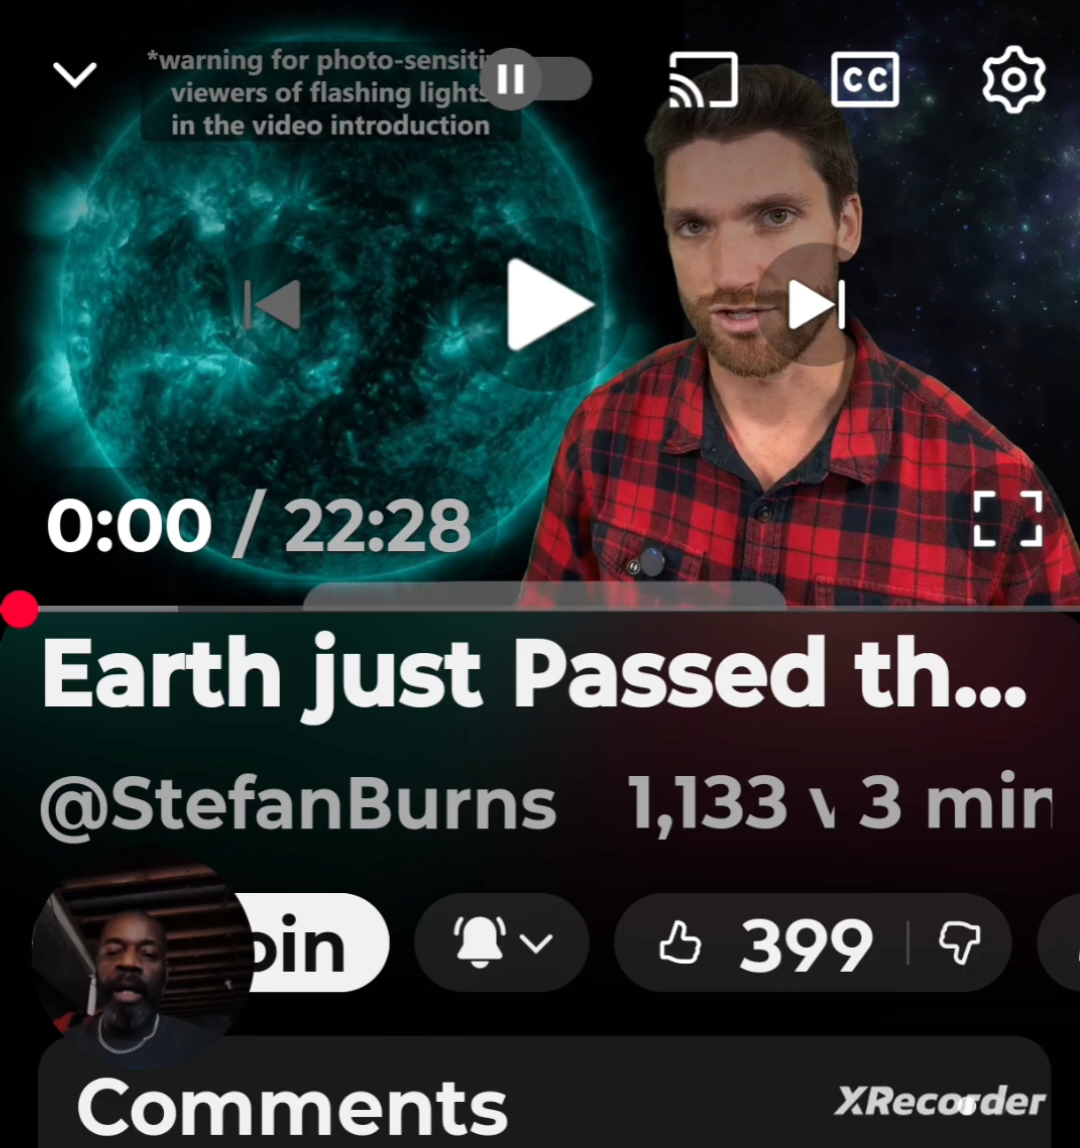 *warning for photo-sensiti
viewers of flashing lights
in the video introduction
CC
0:00 / 22:28
Earth just Passed th...
@StefanBurns 1,133 v 3 min
oin
399
Comments
XRecorder